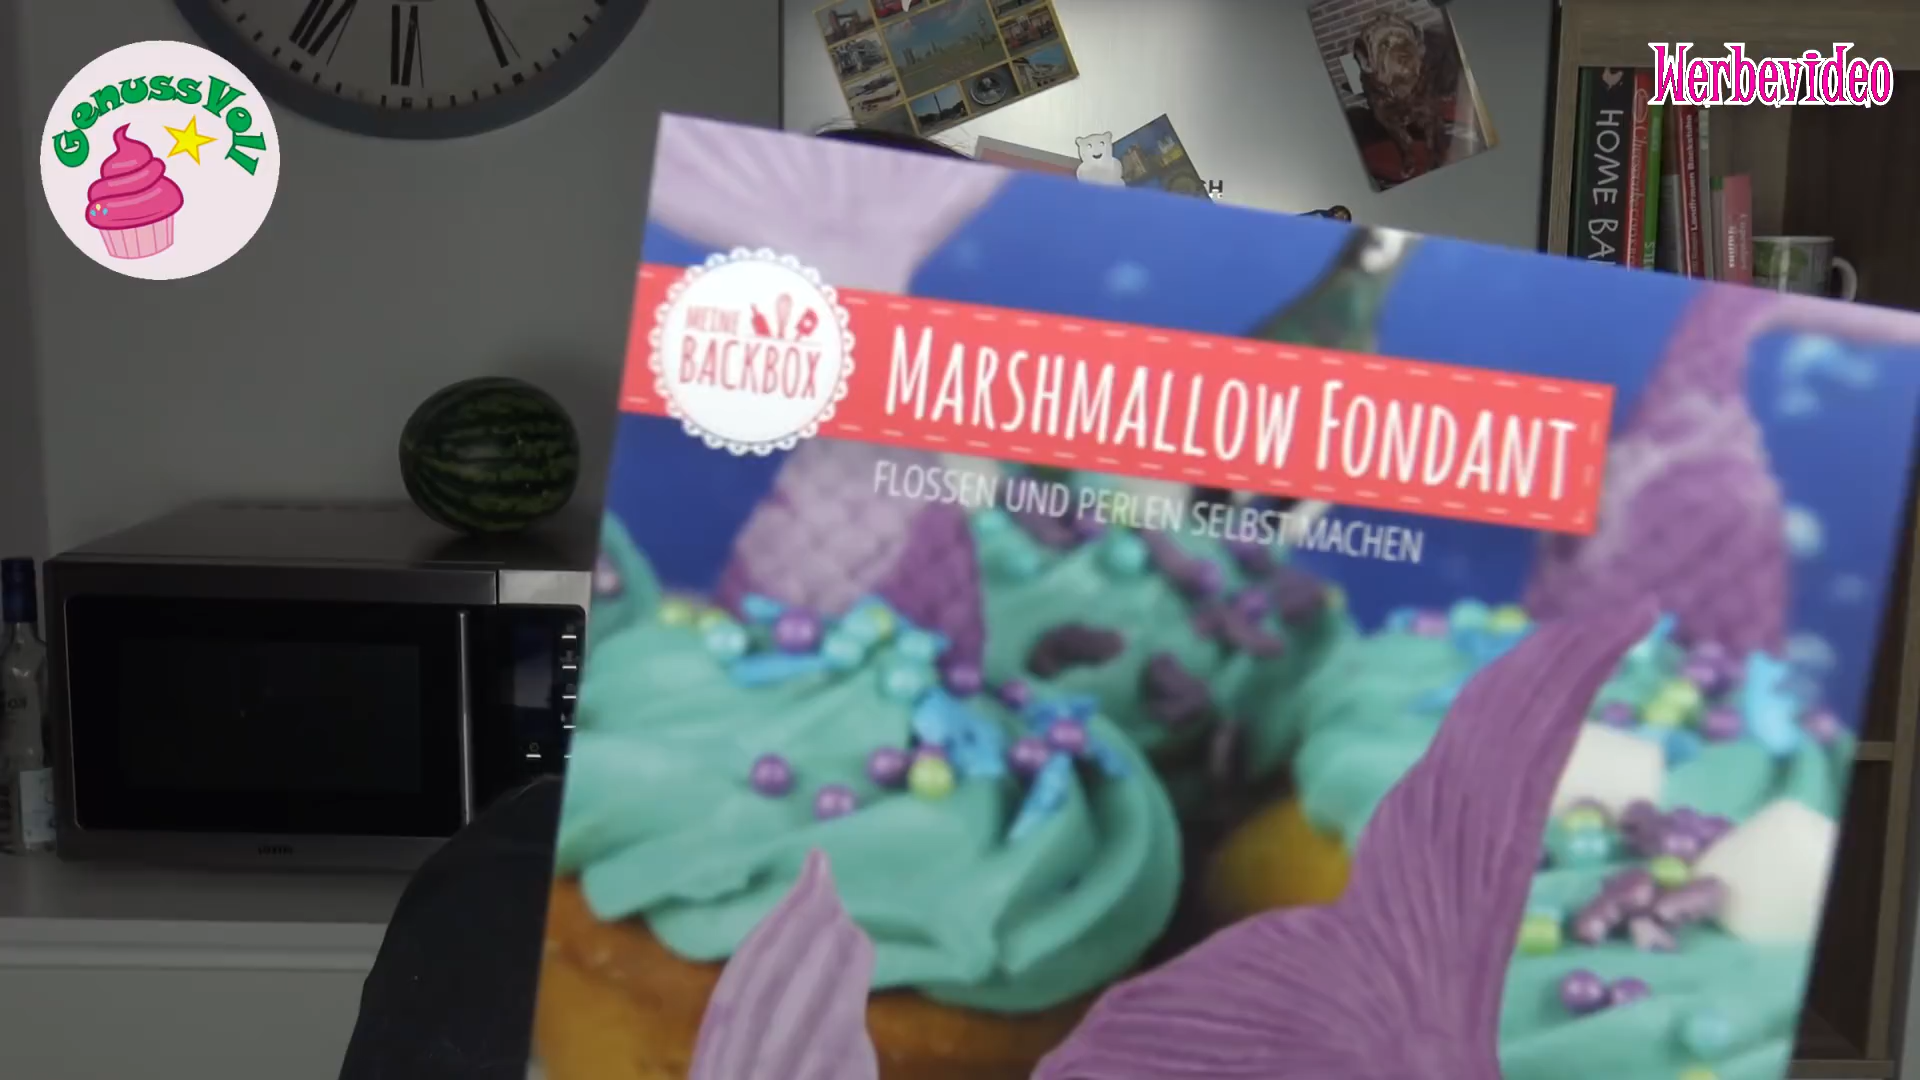 GenussVoll
Werbevideo
MEINE
BACKBOX
MARSHMALLOW FONDANT
FLOSSEN UND PERLEN SELBST MACHEN
HOME BA